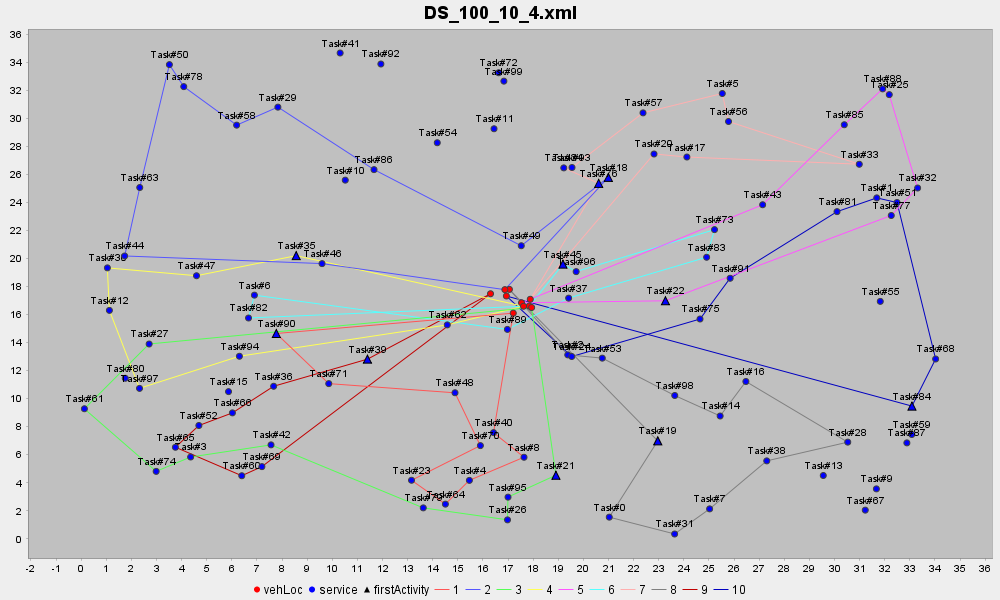 DS_100_10_4.xml
36
34
32
30
28
26
24
22
20
18
16
14
12
10
8
6
4
2
0
Task#41
Task#92
Task#50
Task#72
Task#99
Task#78
Task#5
Task#88
Task#25
Task#29
Task#57
Task#58
Task#11
Task#56
Task#85
Task#54
Task#20
Task#17
Task#33
Task#86
Task#10
Task#18
Task#76
Task#63
Task#32
Task#1
Task#51
Task#43
Task#81
Task#77
Task#73
Task#49
Task#44
Task#35
Task#46
Task#45
Task#83
Task#47
Task#96
Task#91
Task#6
Task#37
Task#22
Task#55
Task#12
Task#82
Task#62
Task#90
Task#89
Task#75
Task#27
Task#94
Task#39
Task#53
Task#68
Task#80
Task#97
Task#15
Task#36
Task#71
Task#48
Task#98
Task#16
Task#61
Task#66
Task#14
Task#84
Task#52
Task#40
Task#59
Task#87
Task#65
Task#3
Task#42
Task#70
Task#8
Task#19
Task#28
Task#74
Task#60
Task#69
Task#23
Task#4
Task#21
Task#38
Task#13
Task#9
Task#64
Task#95
Task#26
Task#0
Task#7
Task#31
Task#67
-2 -1 0 1 2 3 4 5 6 7 8 9 10 11 12 13 14 15 16 17 18 19 20 21 22 23 24 25 26 27 28 29 30 31 32 33 34 35 36
vehLoc service firstActivity 1 2 3 4 5 6 7 8 9 10